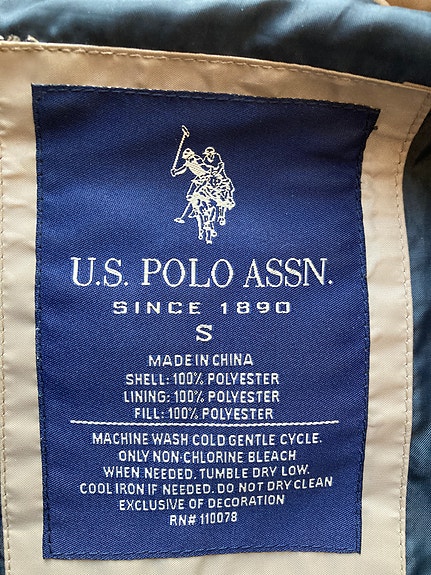 U.S. POLO ASSN.
SINCE 1890
S
MADE IN CHINA
SHELL: 100% POLYESTER
LINING: 100% POLYESTER
FILL: 100% POLYESTER
MACHINE WASH COLD GENTLE CYCLE.
ONLY NON-CHLORINE BLEACH
WHEN NEEDED. TUMBLE DRY LOW.
COOL IRON IF NEEDED. DO NOT DRY CLEAN
EXCLUSIVE OF DECORATION
RN# 110078